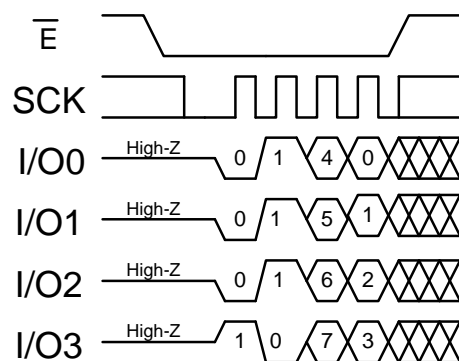 E
SCK
I/O0 High-Z 0 1 4 0
I/O1 High-Z 0 1 5 1
I/O2 High-Z 0 1 6 2
I/O3 High-Z 1 0 7 3